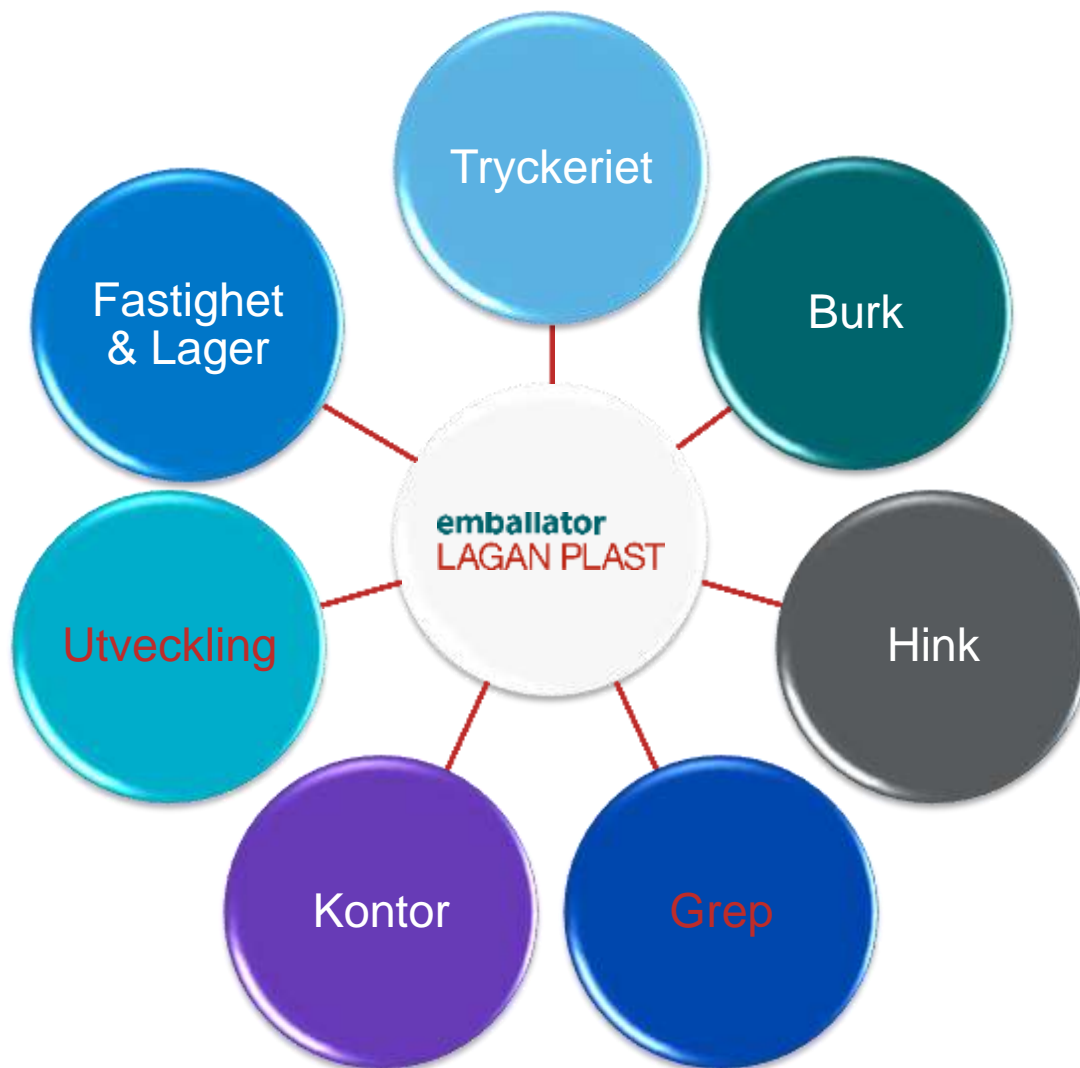 Tryckeriet
Burk
Hink
Grep
Kontor
Utveckling
Fastighet
& Lager
emballator
LAGAN PLAST